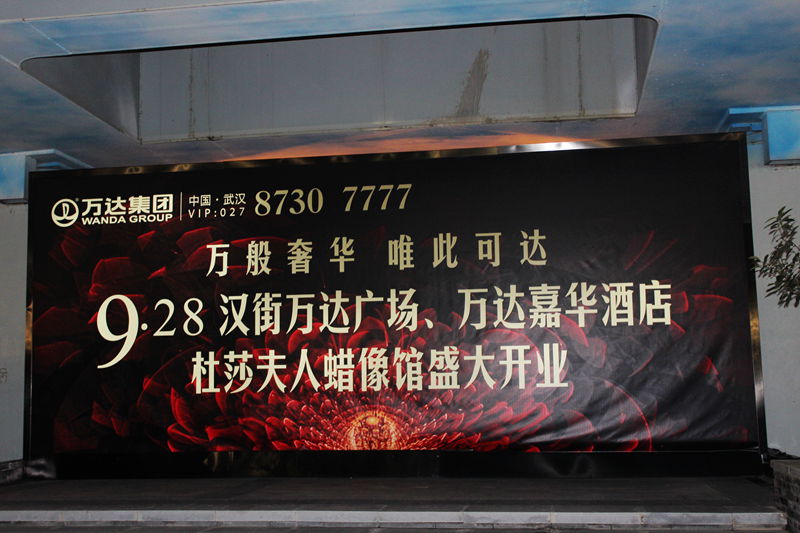 万达集团 WANDA GROUP
中国·武汉 VIP:027 8730 7777
万般奢华 唯此可达
9·28 汉街万达广场、万达嘉华酒店
杜莎夫人蜡像馆盛大开业